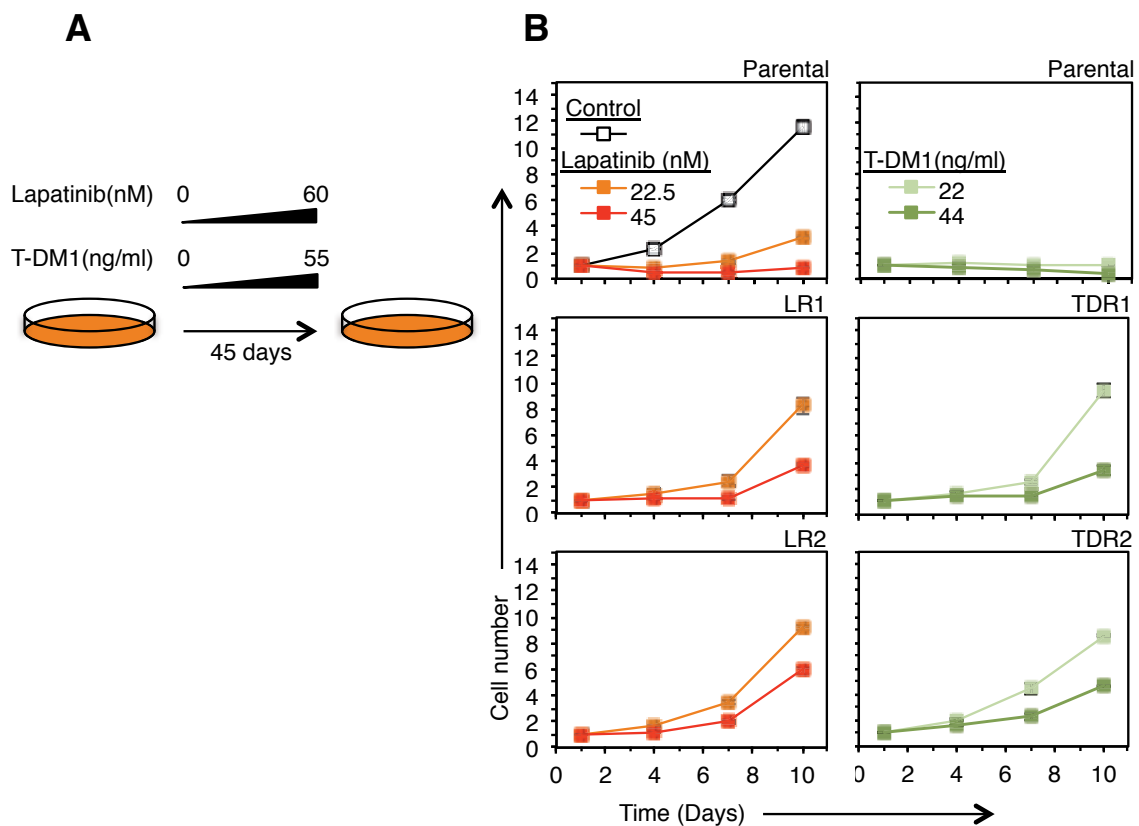 A
Lapatinib(nM) 0 60
T-DM1(ng/ml) 0 55
45 days
B
Parental
14
12
10
8
6
4
2
0
Control
Lapatinib (nM)
22.5
45
Parental
T-DM1(ng/ml)
22
44
LR1
14
12
10
8
6
4
2
0
TDR1
LR2
14
12
10
8
6
4
2
0
0 2 4 6 8 10
TDR2
0 2 4 6 8 10
Cell number
Time (Days)